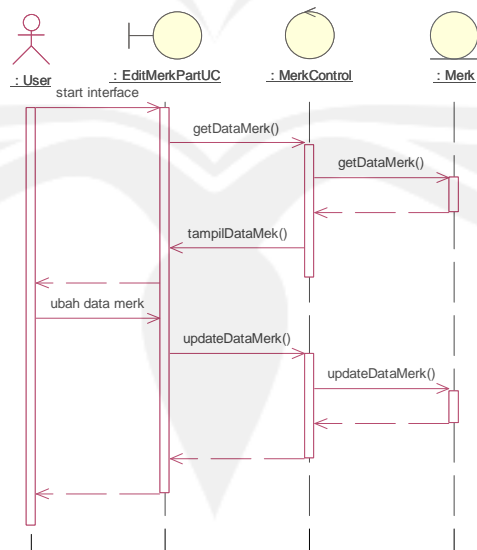 : User
: EditMerkPartUC
: MerkControl
: Merk
start interface
getDataMerk()
getDataMerk()
tampilDataMek()
ubah data merk
updateDataMerk()
updateDataMerk()